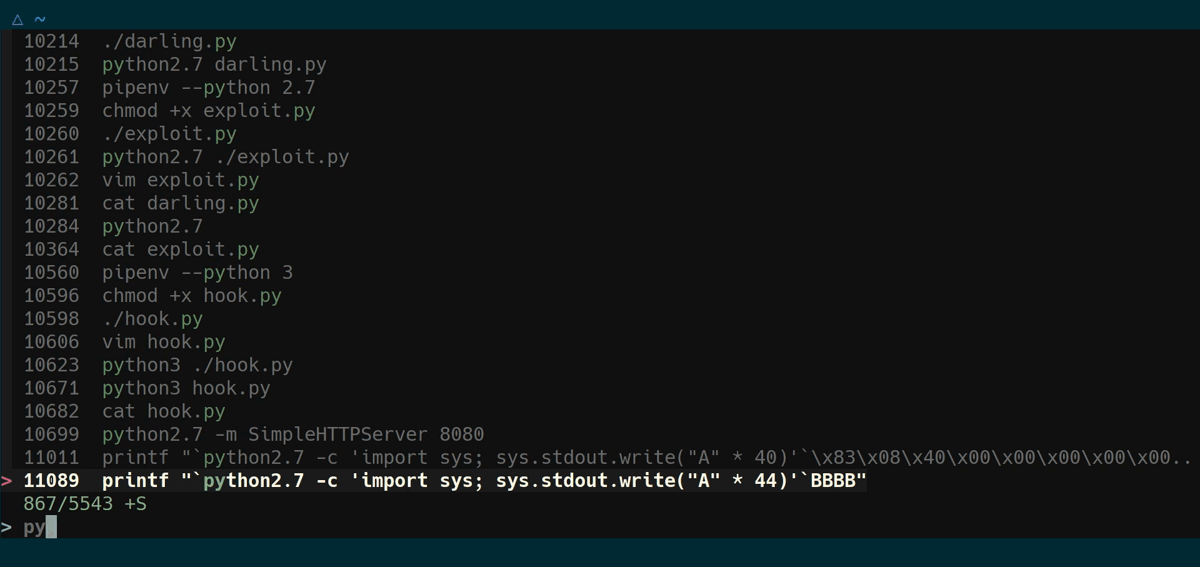 △ ~
10214 ./darling.py
10215 python2.7 darling.py
10257 pipenv --python 2.7
10259 chmod +x exploit.py
10260 ./exploit.py
10261 python2.7 ./exploit.py
10262 vim exploit.py
10281 cat darling.py
10284 python2.7
10364 cat exploit.py
10560 pipenv --python 3
10596 chmod +x hook.py
10598 ./hook.py
10606 vim hook.py
10623 python3 ./hook.py
10671 python3 hook.py
10682 cat hook.py
10699 python2.7 -m SimpleHTTPServer 8080
11011 printf "`python2.7 -c 'import sys; sys.stdout.write("A" * 40)'`\x83\x08\x40\x00\x00\x00\x00\x00..
> 11089 printf "`python2.7 -c 'import sys; sys.stdout.write("A" * 44)'`BBBB"
867/5543 +S
> py